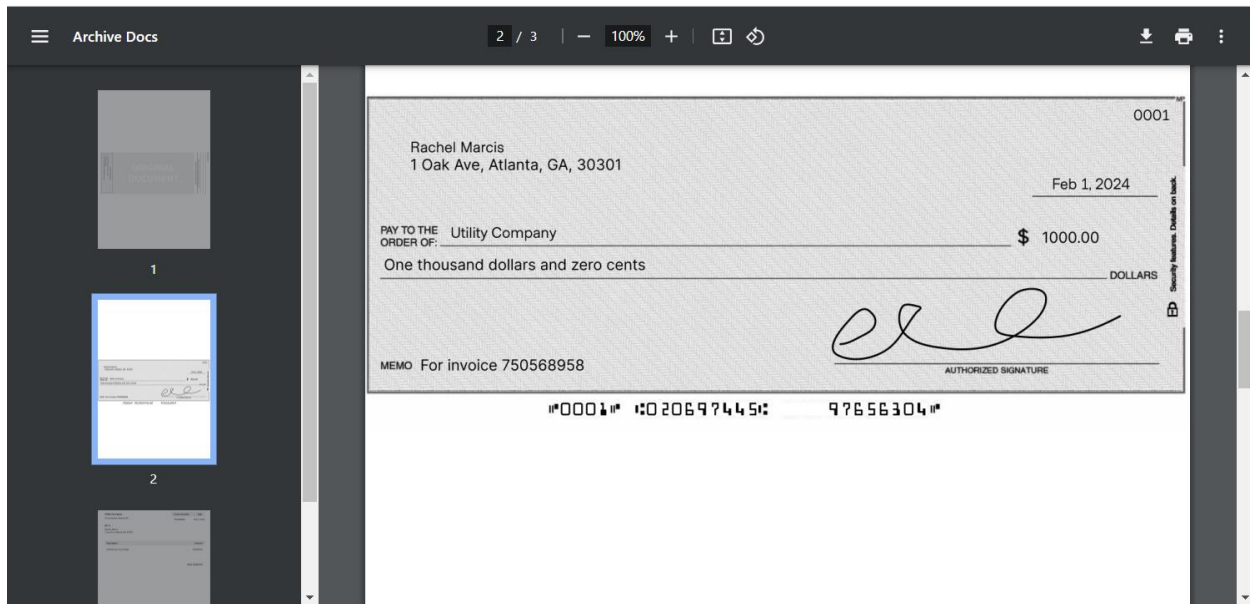 Archive Docs
2 / 3
100%
1
2
0001
Rachel Marcis
1 Oak Ave, Atlanta, GA, 30301
Feb 1, 2024
PAY TO THE
ORDER OF:
Utility Company
$ 1000.00
One thousand dollars and zero cents
DOLLARS
Security features. Details on back.
MEMO For invoice 750568958
AUTHORIZED SIGNATURE
⑈0001⑈ ⑆020697445⑆ 97656304⑈